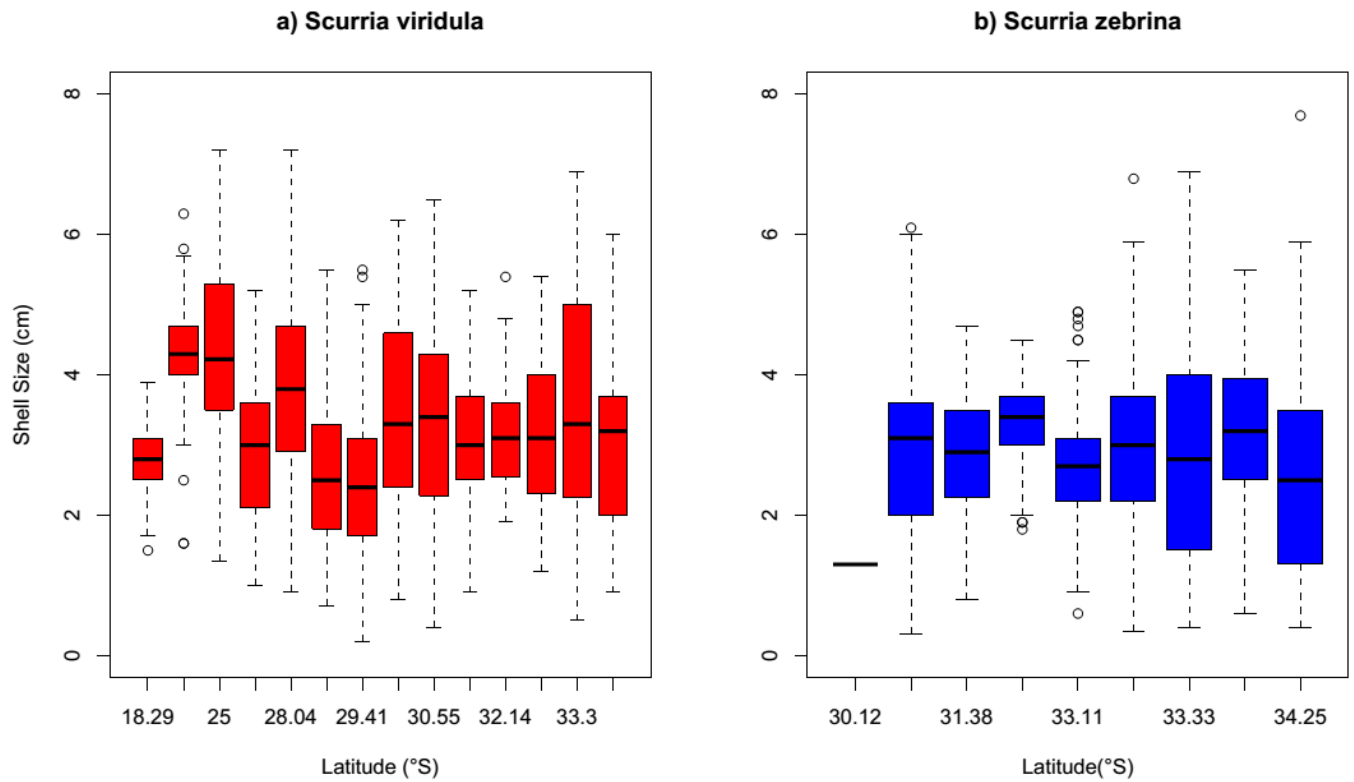 a) Scurria viridula
b) Scurria zebrina
Shell Size (cm)
8
6
4
2
0
18.29 25 28.04 29.41 30.55 32.14 33.3
Latitude (°S)
8
6
4
2
0
30.12 31.38 33.11 33.33 34.25
Latitude(°S)